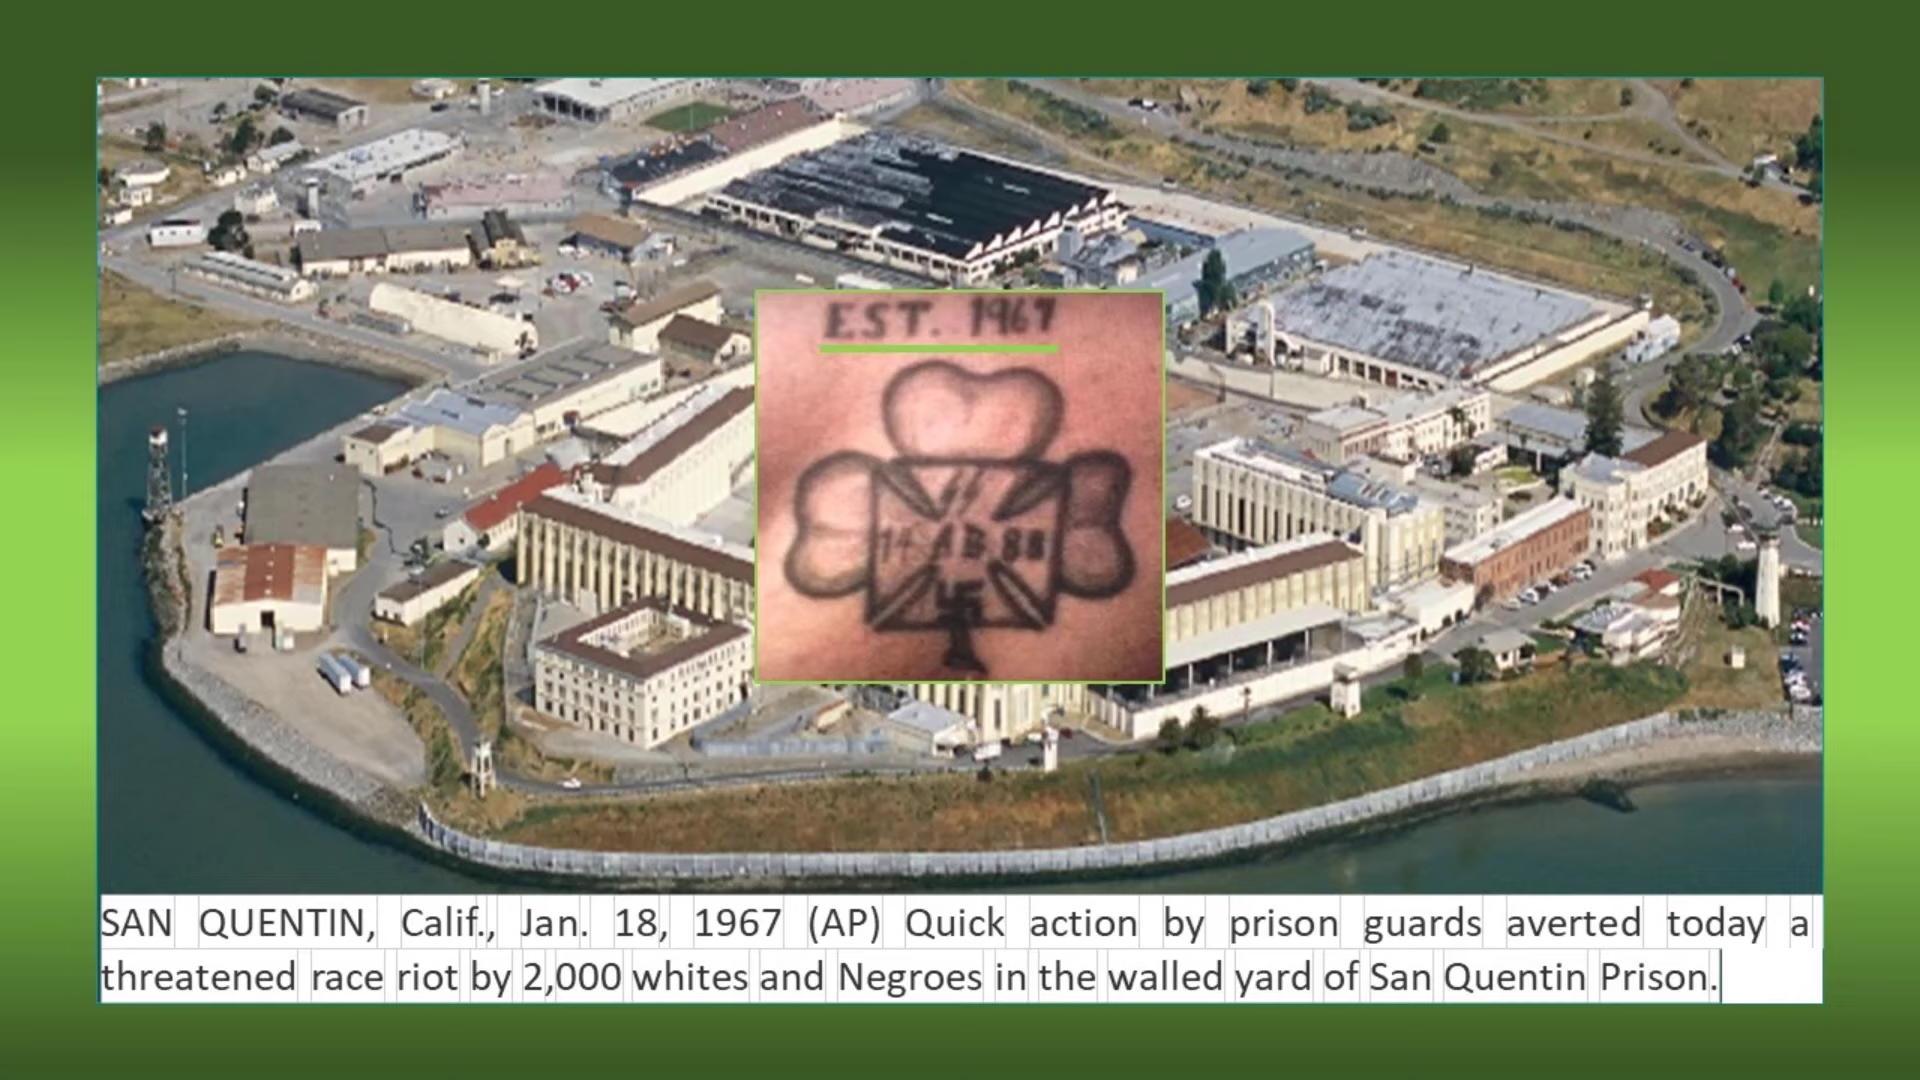 EST. 1967
14 AB 88
SAN QUENTIN, Calif., Jan. 18, 1967 (AP) Quick action by prison guards averted today a
threatened race riot by 2,000 whites and Negroes in the walled yard of San Quentin Prison.